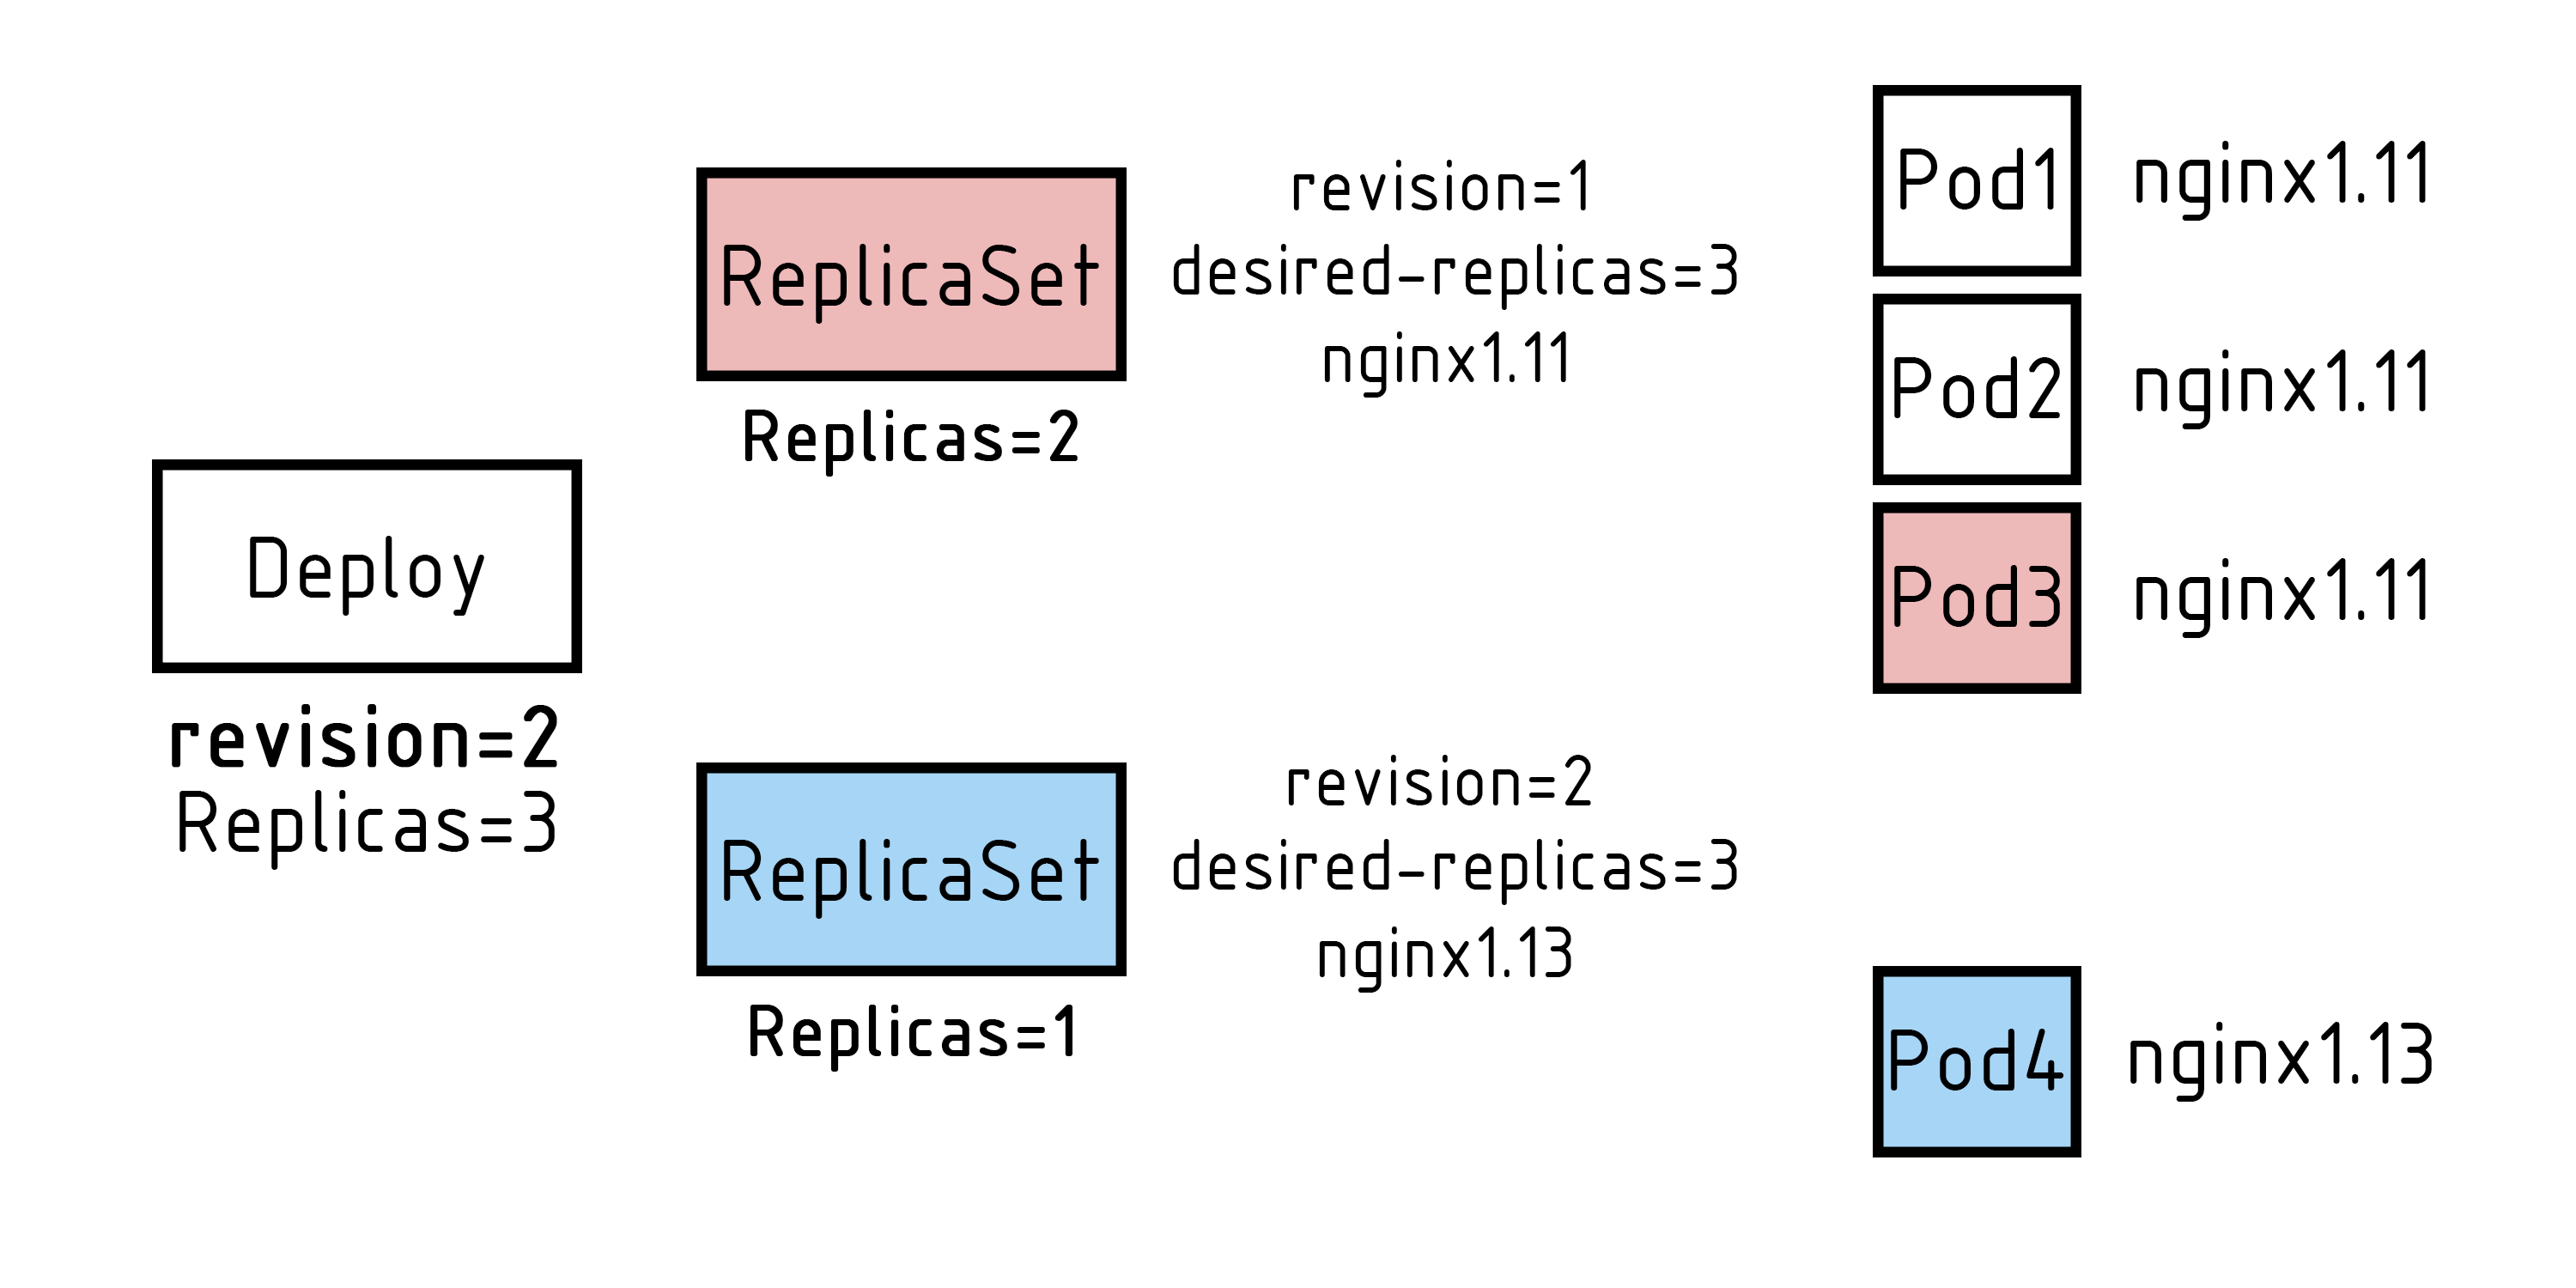 Deploy
revision=2
Replicas=3
ReplicaSet
Replicas=2
revision=1
desired-replicas=3
nginx1.11
ReplicaSet
Replicas=1
revision=2
desired-replicas=3
nginx1.13
Pod1 nginx1.11
Pod2 nginx1.11
Pod3 nginx1.11
Pod4 nginx1.13